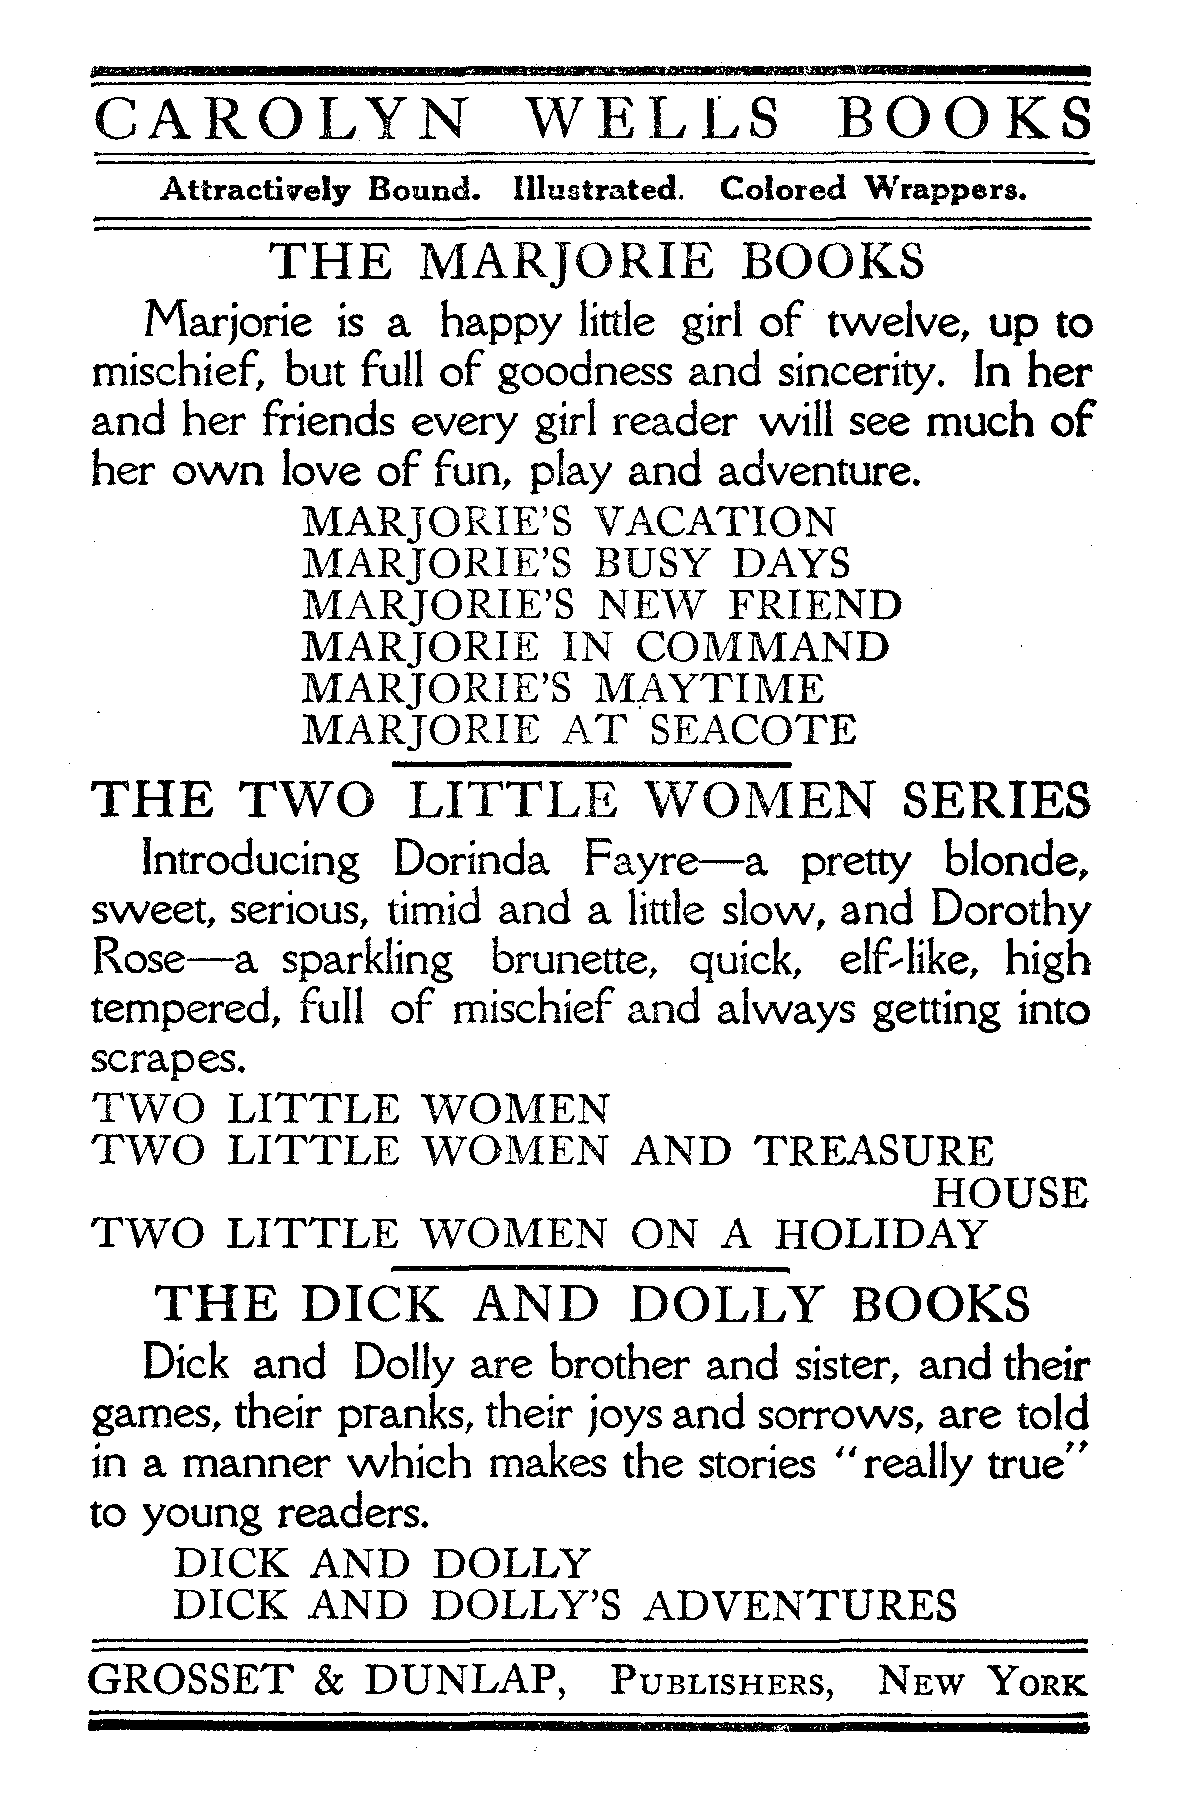 CAROLYN WELLS BOOKS
Attractively Bound. Illustrated. Colored Wrappers.
THE MARJORIE BOOKS
Marjorie is a happy little girl of twelve, up to
mischief, but full of goodness and sincerity. In her
and her friends every girl reader will see much of
her own love of fun, play and adventure.
MARJORIE'S VACATION
MARJORIE'S BUSY DAYS
MARJORIE'S NEW FRIEND
MARJORIE IN COMMAND
MARJORIE'S MAYTIME
MARJORIE AT SEACOTE
THE TWO LITTLE WOMEN SERIES
Introducing Dorinda Fayre—a pretty blonde,
sweet, serious, timid and a little slow, and Dorothy
Rose—a sparkling brunette, quick, elf-like, high
tempered, full of mischief and always getting into
scrapes.
TWO LITTLE WOMEN
TWO LITTLE WOMEN AND TREASURE
HOUSE
TWO LITTLE WOMEN ON A HOLIDAY
THE DICK AND DOLLY BOOKS
Dick and Dolly are brother and sister, and their
games, their pranks, their joys and sorrows, are told
in a manner which makes the stories "really true"
to young readers.
DICK AND DOLLY
DICK AND DOLLY'S ADVENTURES
GROSSET & DUNLAP, PUBLISHERS, NEW YORK